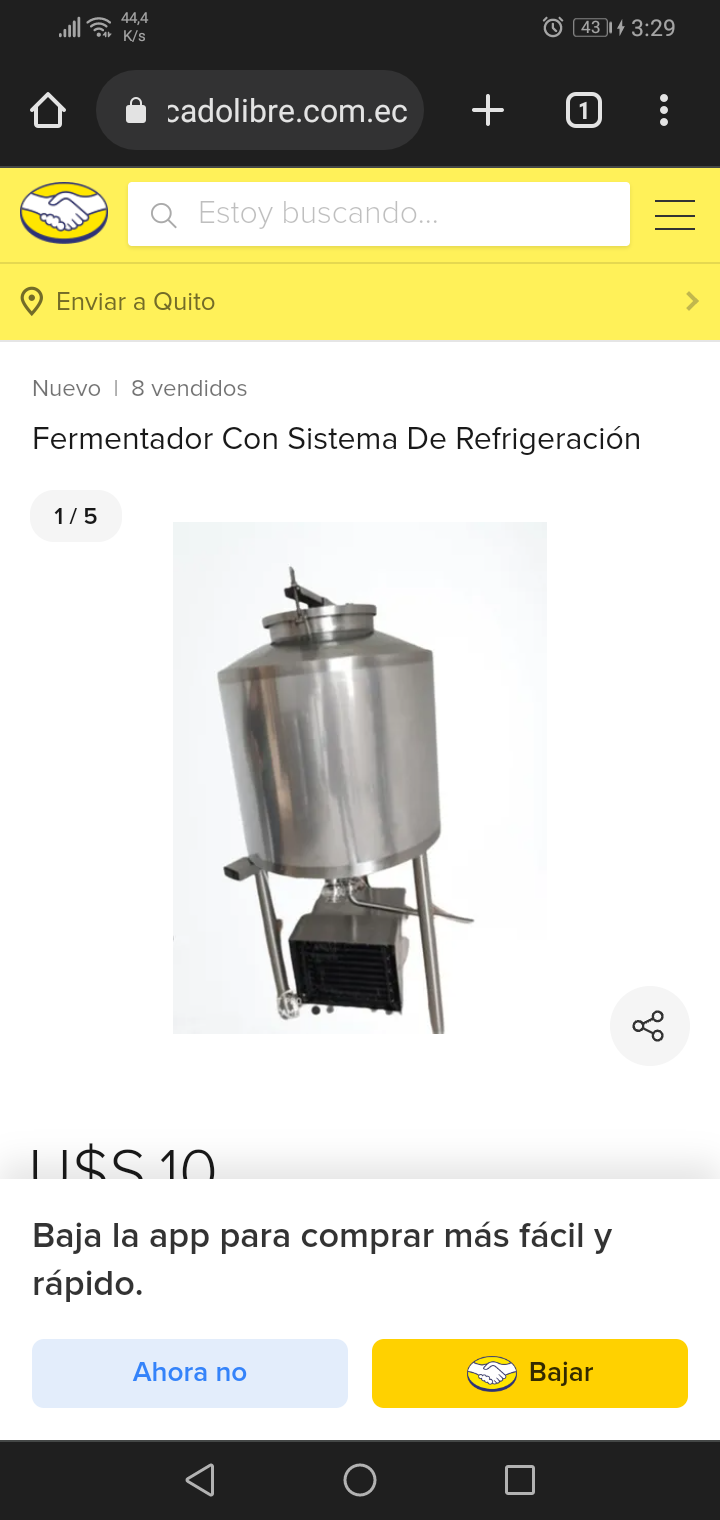 44,4
K/s
43
3:29
cadolibre.com.ec
1
Estoy buscando...
Enviar a Quito
Nuevo | 8 vendidos
Fermentador Con Sistema De Refrigeración
1 / 5
U$S 10
Baja la app para comprar más fácil y
rápido.
Ahora no
Bajar